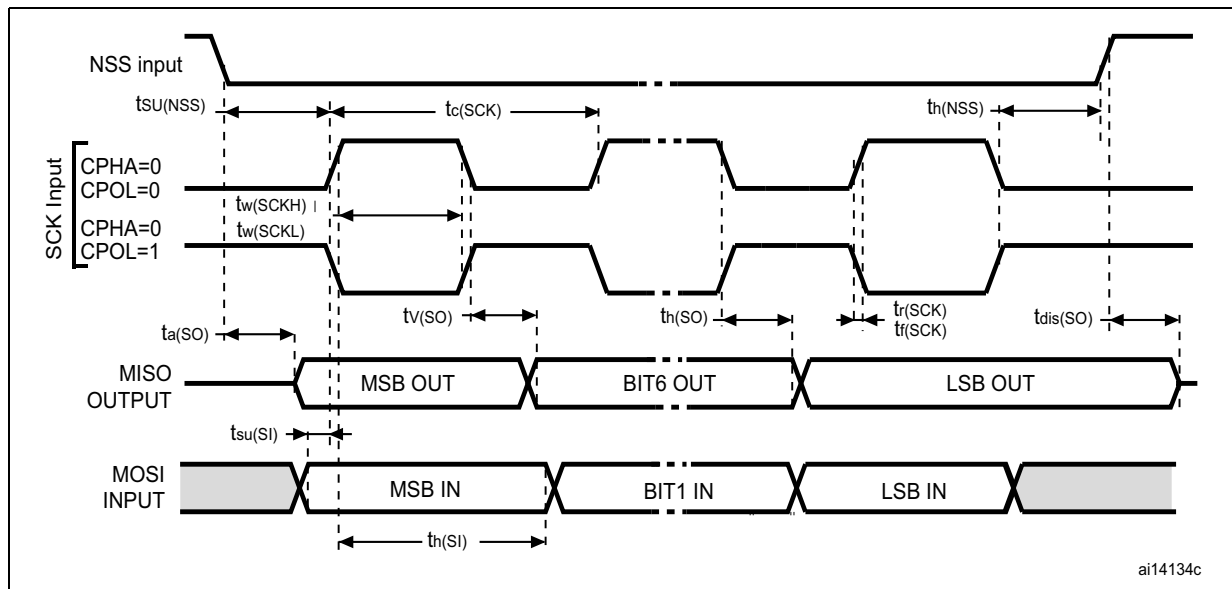 NSS input
tSU(NSS)
tc(SCK)
th(NSS)
SCK Input
CPHA=0
CPOL=0
tw(SCKH)
CPHA=0
CPOL=1
tw(SCKL)
ta(SO)
tV(SO)
th(SO)
tr(SCK)
tf(SCK)
tdis(SO)
MISO
OUTPUT
MSB OUT
BIT6 OUT
LSB OUT
tsu(SI)
MOSI
INPUT
MSB IN
BIT1 IN
LSB IN
th(SI)
ai14134c